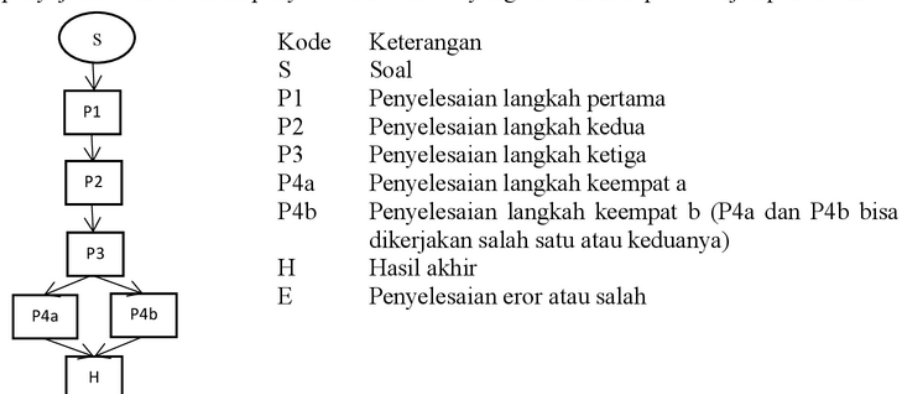 S
P1
P2
P3
P4a P4b
H
Kode Keterangan
S Soal
P1 Penyelesaian langkah pertama
P2 Penyelesaian langkah kedua
P3 Penyelesaian langkah ketiga
P4a Penyelesaian langkah keempat a
P4b Penyelesaian langkah keempat b (P4a dan P4b bisa
dikerjakan salah satu atau keduanya)
H Hasil akhir
E Penyelesaian eror atau salah